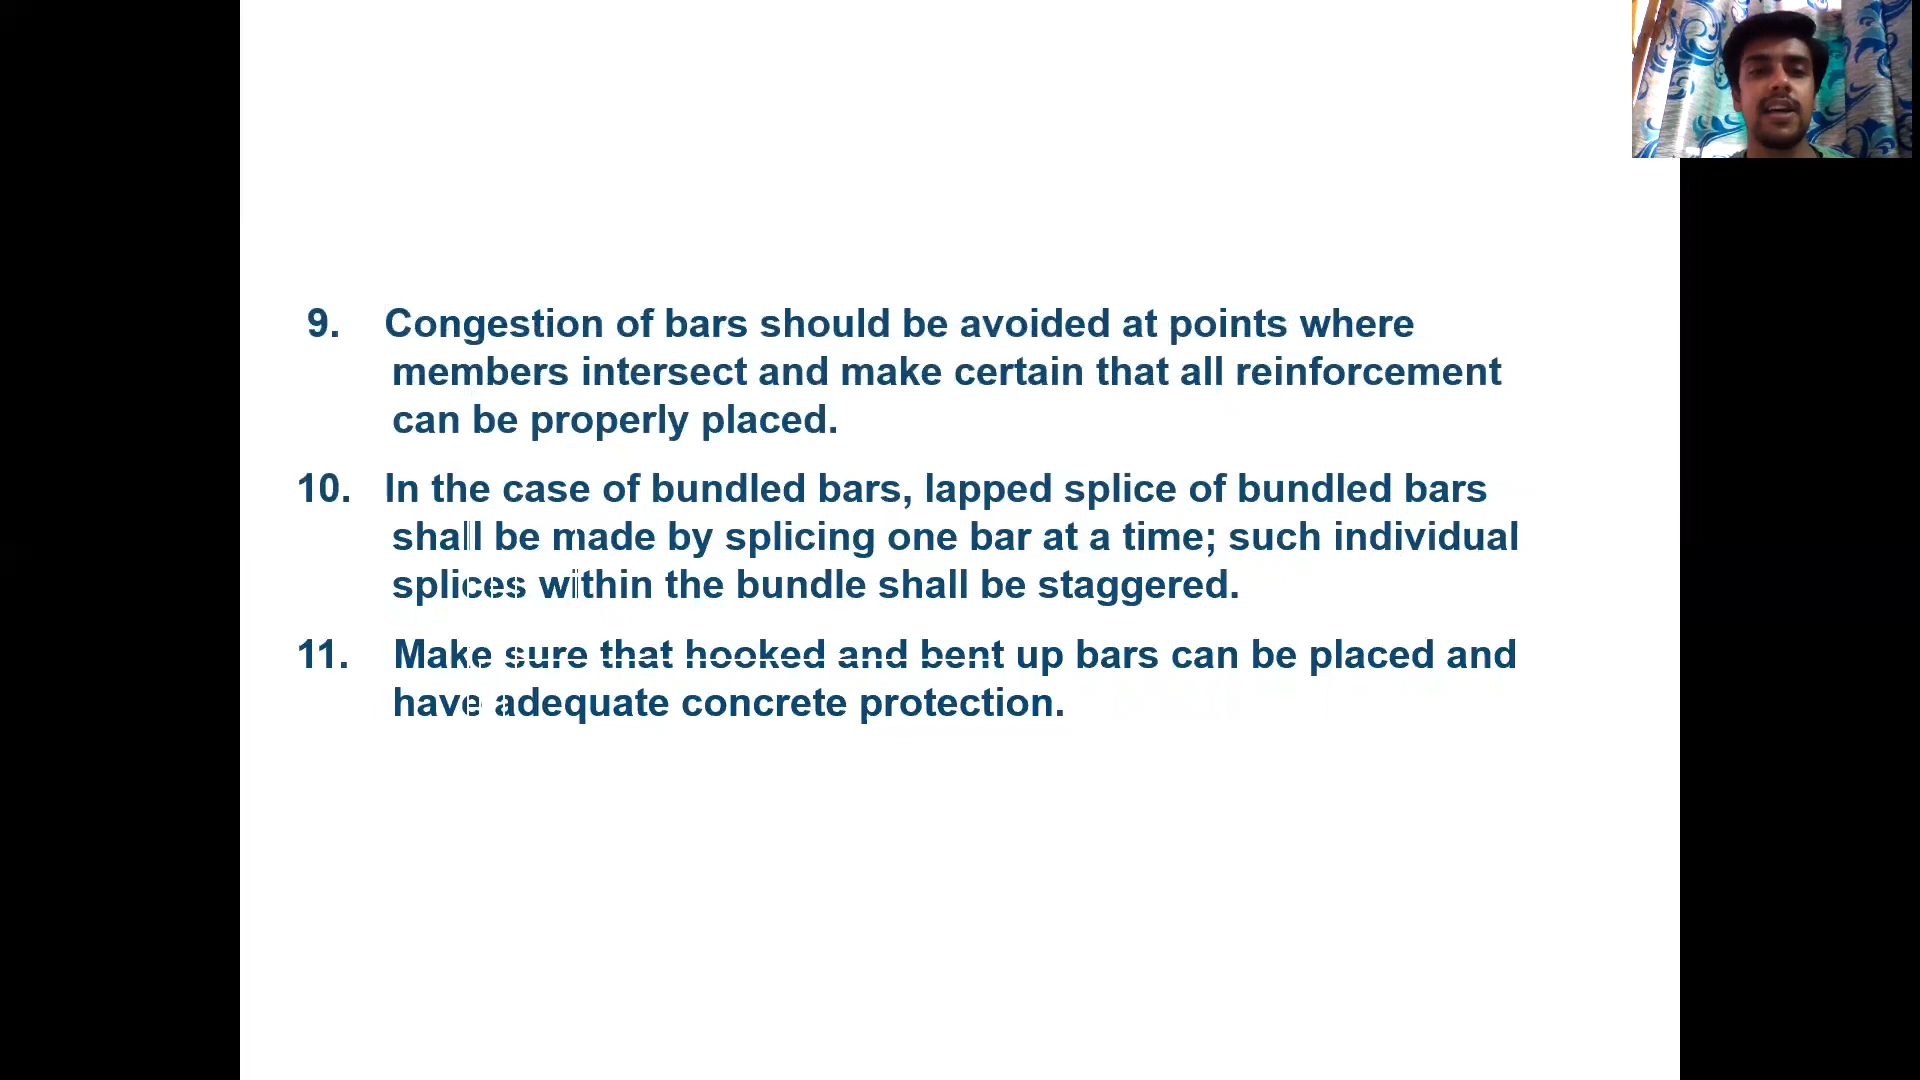 9. Congestion of bars should be avoided at points where
members intersect and make certain that all reinforcement
can be properly placed.
10. In the case of bundled bars, lapped splice of bundled bars
shall be made by splicing one bar at a time; such individual
splices within the bundle shall be staggered.
11. Make sure that hooked and bent up bars can be placed and
have adequate concrete protection.